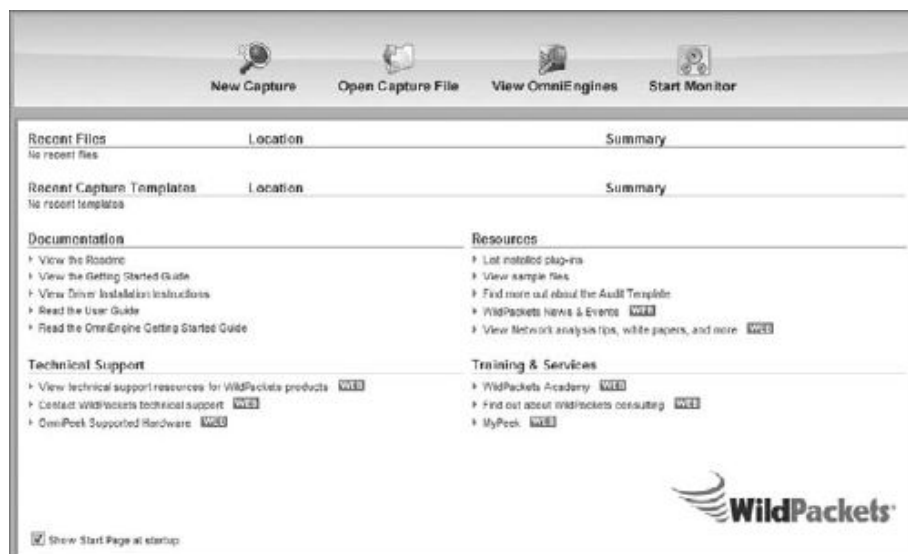 New Capture Open Capture File View OmniEngines Start Monitor
Recent Files Location Summary
No recent files
Recent Capture Templates Location Summary
No recent templates
Documentation
View the Readme
View the Getting Started Guide
View Driver Installation Instructions
Read the User Guide
Read the OmniEngine Getting Started Guide
Resources
List installed plug-ins
View sample files
Find more out about the Audit Template
WildPackets News & Events WEB
View Network analysis tips, white papers, and more WEB
Technical Support
View technical support resources for WildPackets products WEB
Contact WildPackets technical support WEB
OmniPeek Supported Hardware WEB
Training & Services
WildPackets Academy WEB
Find out about WildPackets consulting WEB
MyPeek WEB
WildPackets
Show Start Page at startup